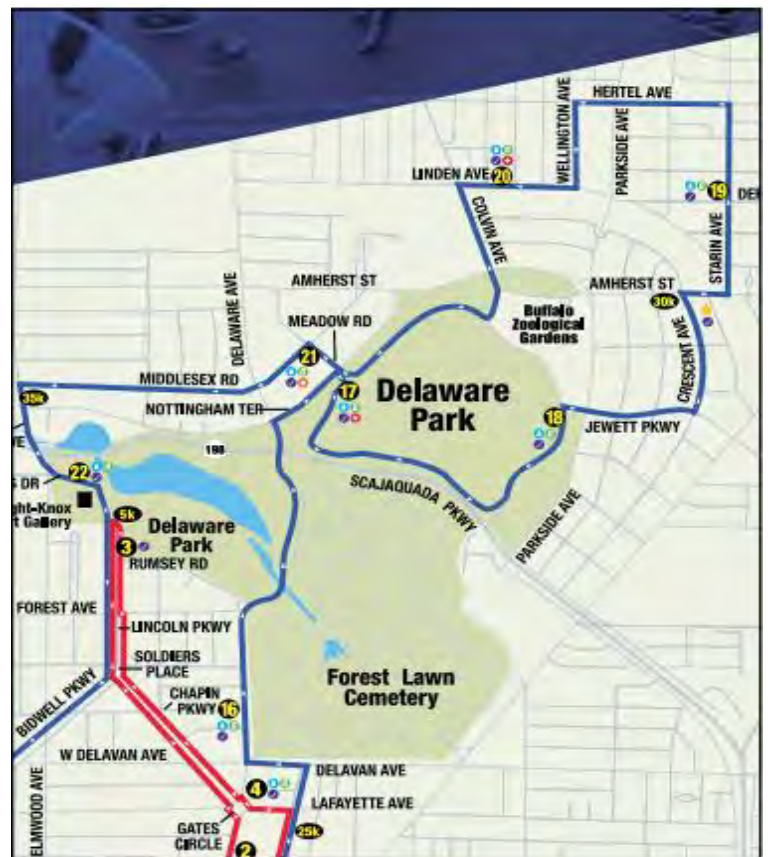 HERTEL AVE
WELLINGTON AVE
PARKSIDE AVE
LINDEN AVE
20
19
COLVIN AVE
STARIN AVE
AMHERST ST
AMHERST ST
30k
DELAWARE AVE
MEADOW RD
Buffalo
Zoological
Gardens
CRESCENT AVE
21
MIDDLESEX RD
17
Delaware
Park
35k
NOTTINGHAM TER
18
JEWETT PKWY
198
22
SCAJAQUADA PKWY
PARKSIDE AVE
S DR
ght-Knox
t Gallery
5k
Delaware
Park
3
RUMSEY RD
FOREST AVE
LINCOLN PKWY
SOLDIERS
PLACE
BIDWELL PKWY
CHAPIN
PKWY
16
Forest Lawn
Cemetery
W DELAVAN AVE
DELAVAN AVE
4
LAFAYETTE AVE
ELMWOOD AVE
GATES
CIRCLE
25k
2